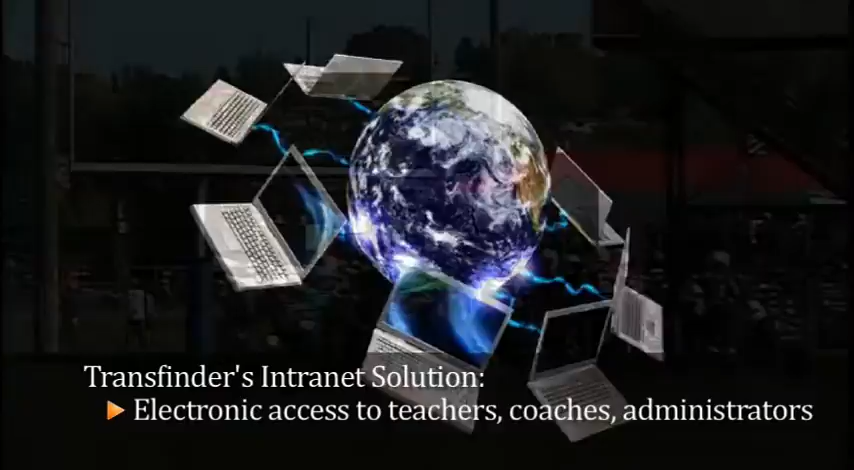 Transfinder's Intranet Solution:
Electronic access to teachers, coaches, administrators